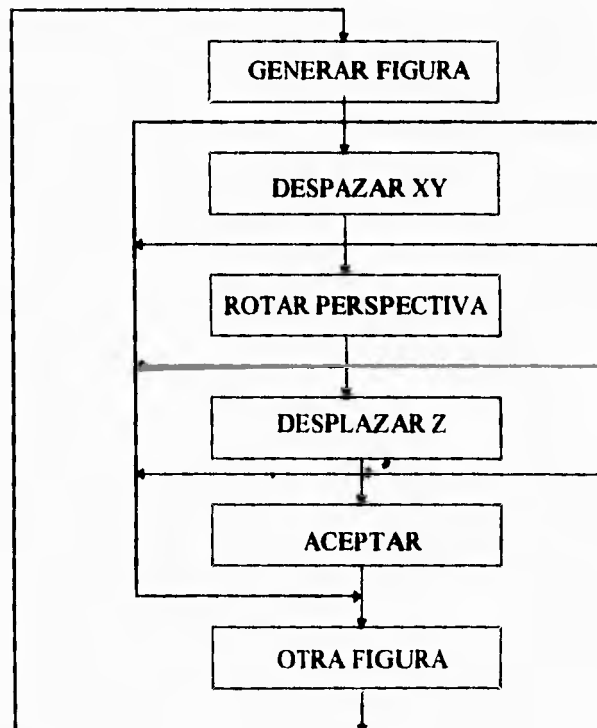 GENERAR FIGURA
DESPAZAR XY
ROTAR PERSPECTIVA
DESPLAZAR Z
ACEPTAR
OTRA FIGURA